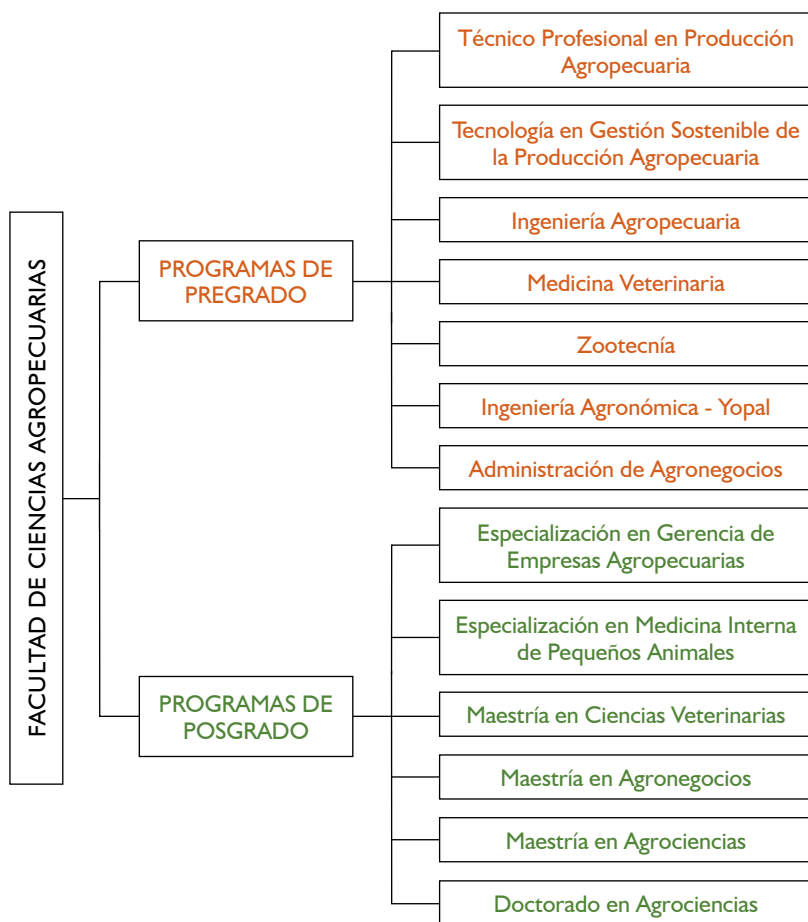 FACULTAD DE CIENCIAS AGROPECUARIAS
PROGRAMAS DE
PREGRADO
Técnico Profesional en Producción
Agropecuaria
Tecnología en Gestión Sostenible de
la Producción Agropecuaria
Ingeniería Agropecuaria
Medicina Veterinaria
Zootecnía
Ingeniería Agronómica - Yopal
Administración de Agronegocios
PROGRAMAS DE
POSGRADO
Especialización en Gerencia de
Empresas Agropecuarias
Especialización en Medicina Interna
de Pequeños Animales
Maestría en Ciencias Veterinarias
Maestría en Agronegocios
Maestría en Agrociencias
Doctorado en Agrociencias